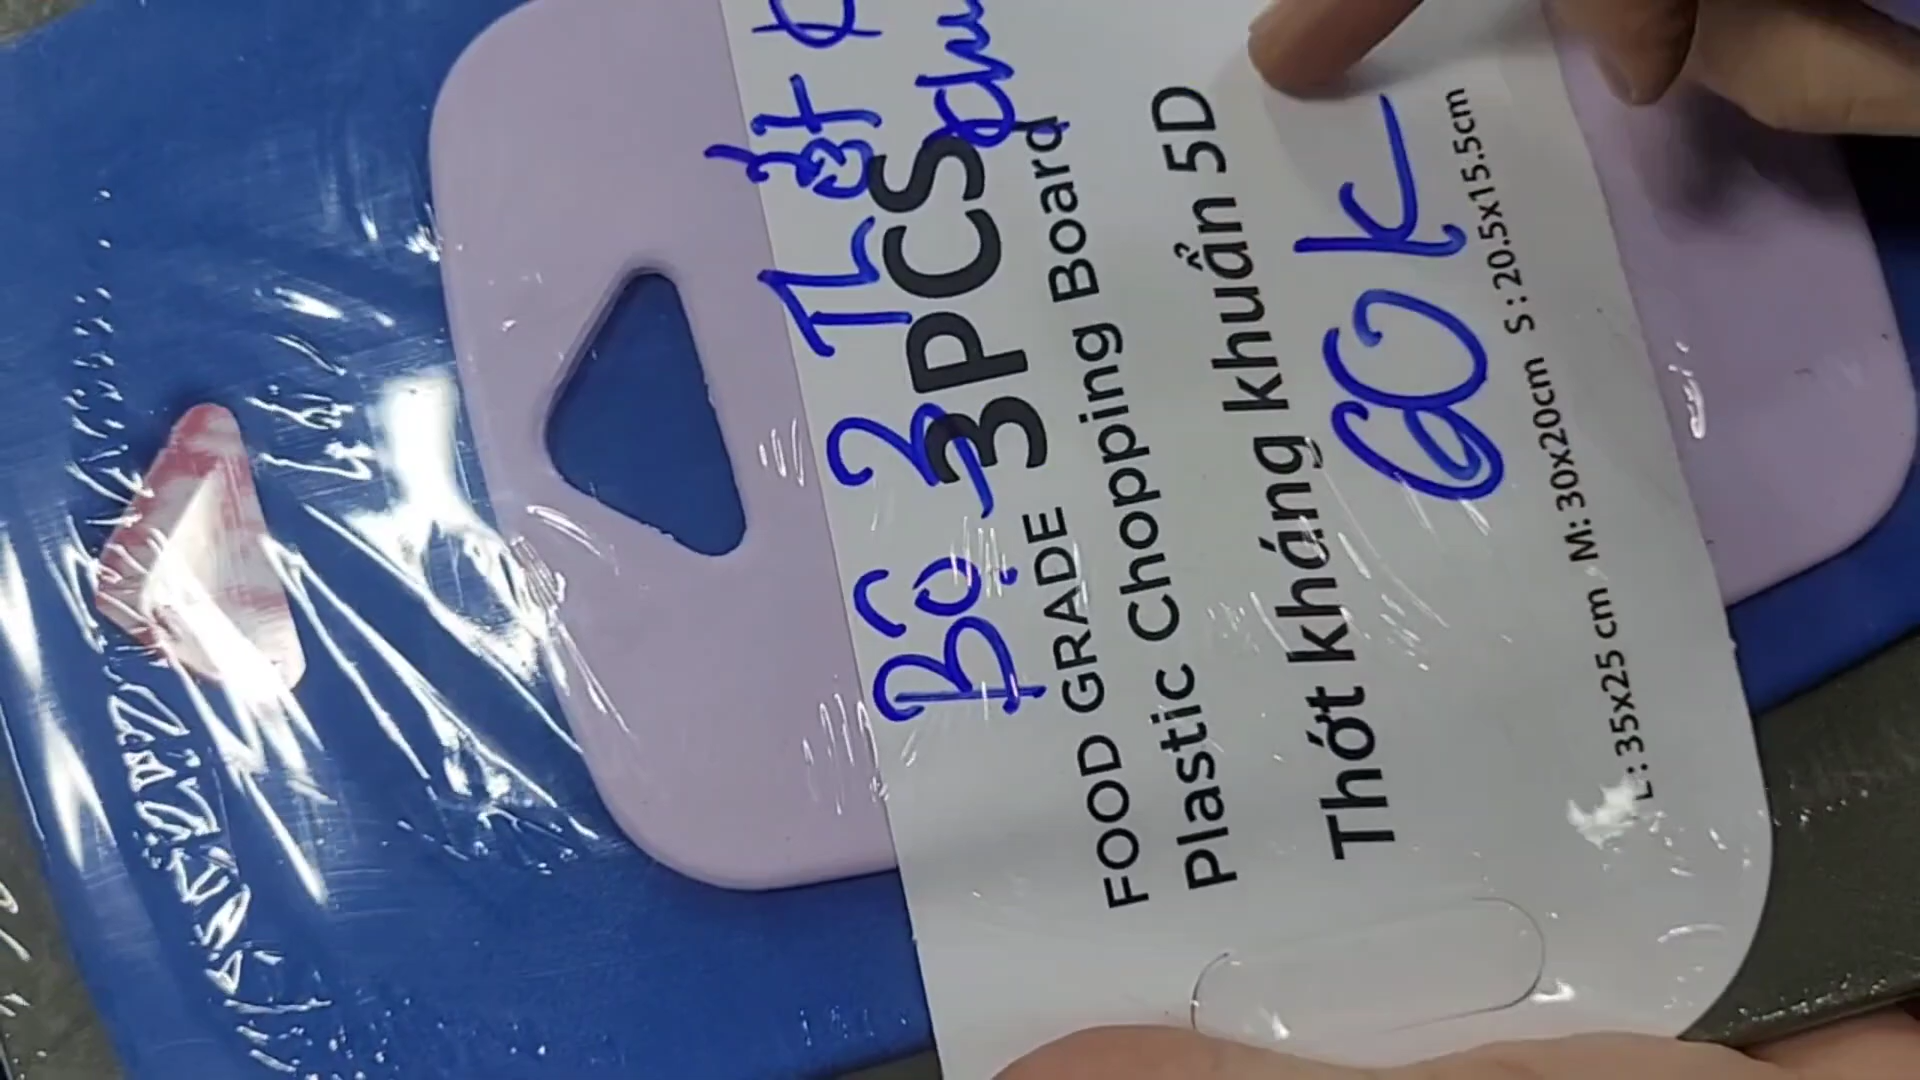 Bộ 3
3PCS
FOOD GRADE
Plastic Chopping Board
Thớt kháng khuẩn 5D
60K
L: 35x25 cm M: 30x20cm S: 20.5x15.5cm